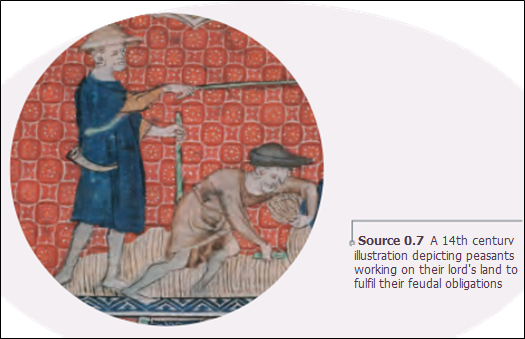 Source 0.7 A 14th century
illustration depicting peasants
working on their lord's land to
fulfil their feudal obligations